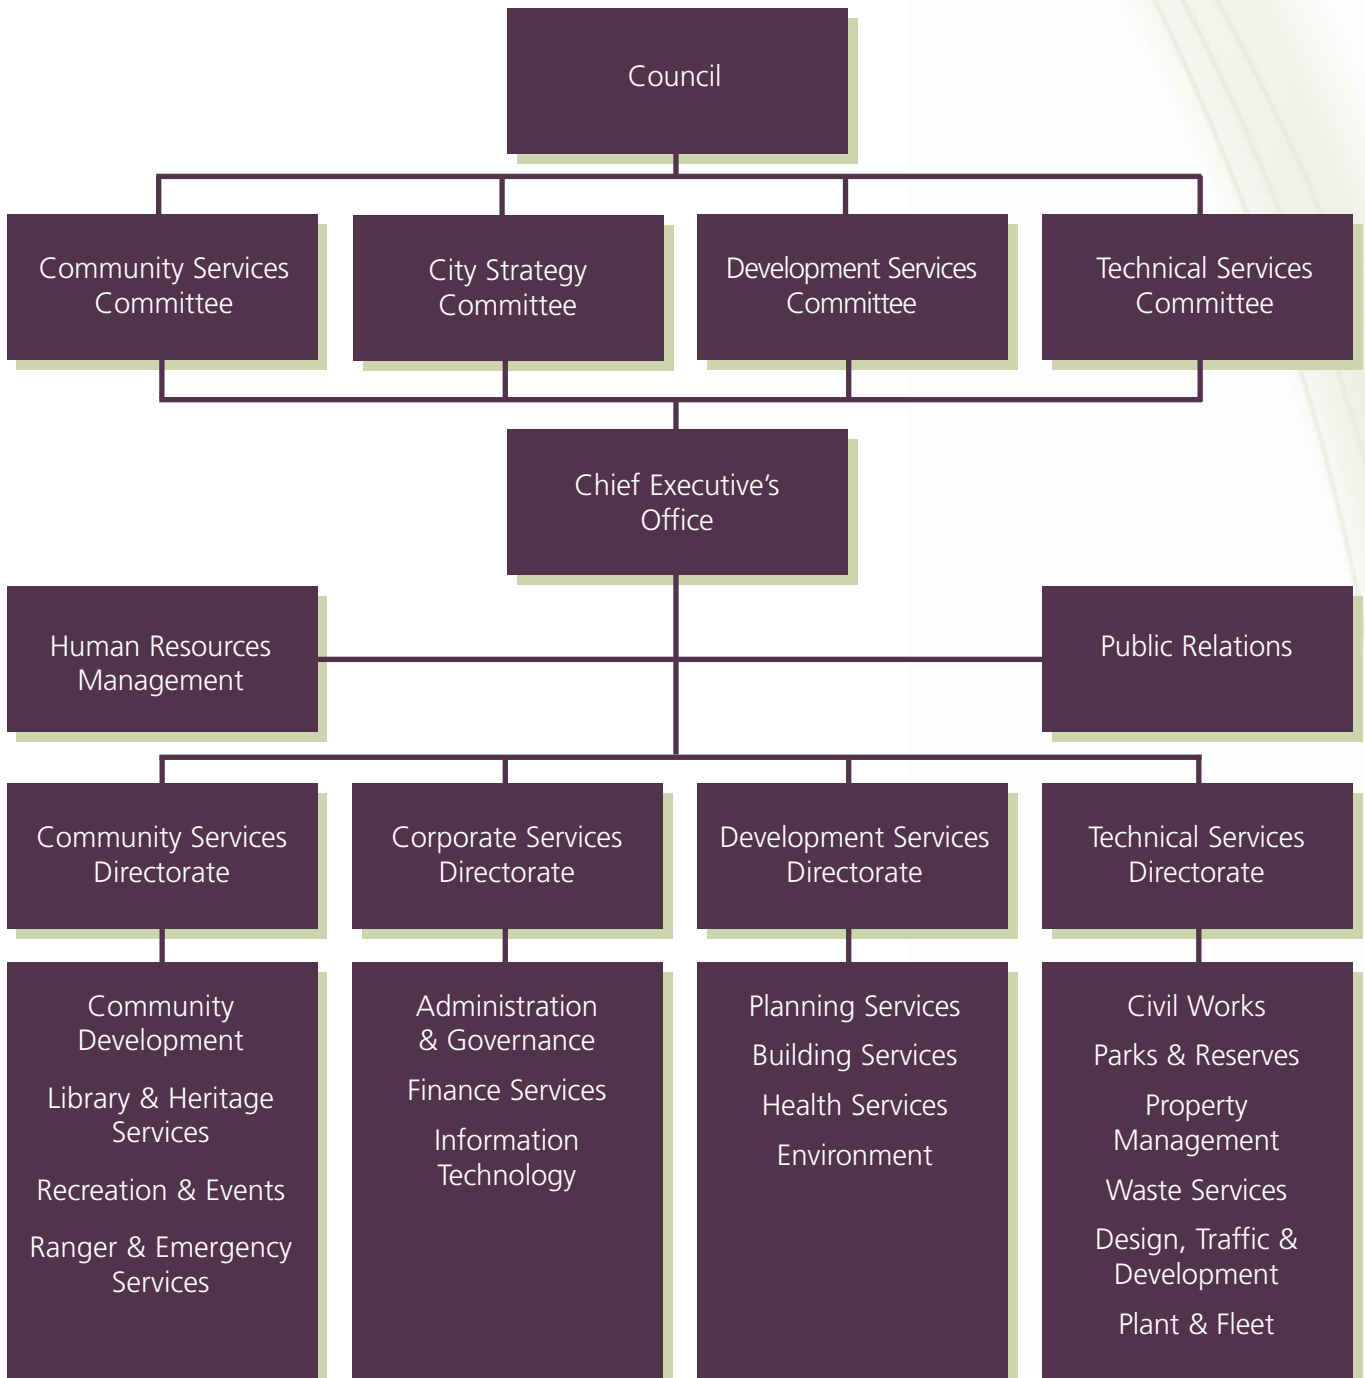 Council
Community Services
Committee
City Strategy
Committee
Development Services
Committee
Technical Services
Committee
Chief Executive’s
Office
Human Resources
Management
Public Relations
Community Services
Directorate
Corporate Services
Directorate
Development Services
Directorate
Technical Services
Directorate
Community
Development
Library & Heritage
Services
Recreation & Events
Ranger & Emergency
Services
Administration
& Governance
Finance Services
Information
Technology
Planning Services
Building Services
Health Services
Environment
Civil Works
Parks & Reserves
Property
Management
Waste Services
Design, Traffic &
Development
Plant & Fleet